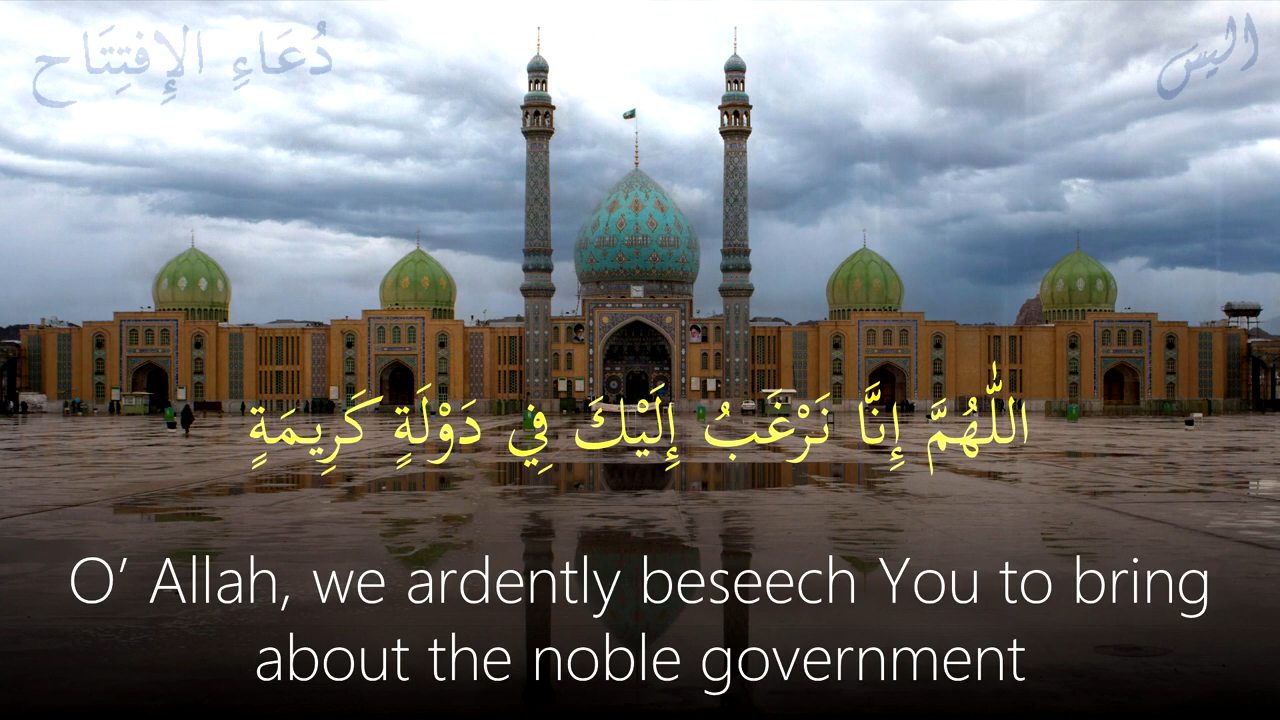 دُعَاءِ الإِفتِتَاح
اليس
اللّٰهُمَّ إِنَّا نَرْغَبُ إِلَيْكَ فِي دَوْلَةٍ كَرِيمَةٍ
O’ Allah, we ardently beseech You to bring
about the noble government